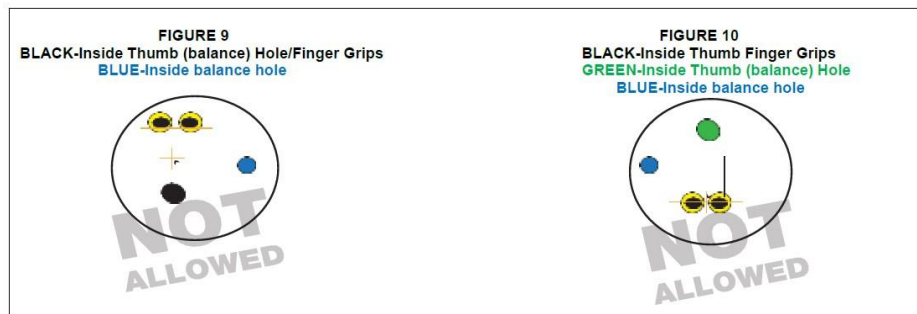 FIGURE 9
BLACK-Inside Thumb (balance) Hole/Finger Grips
BLUE-Inside balance hole
NOT
ALLOWED
FIGURE 10
BLACK-Inside Thumb Finger Grips
GREEN-Inside Thumb (balance) Hole
BLUE-Inside balance hole
NOT
ALLOWED